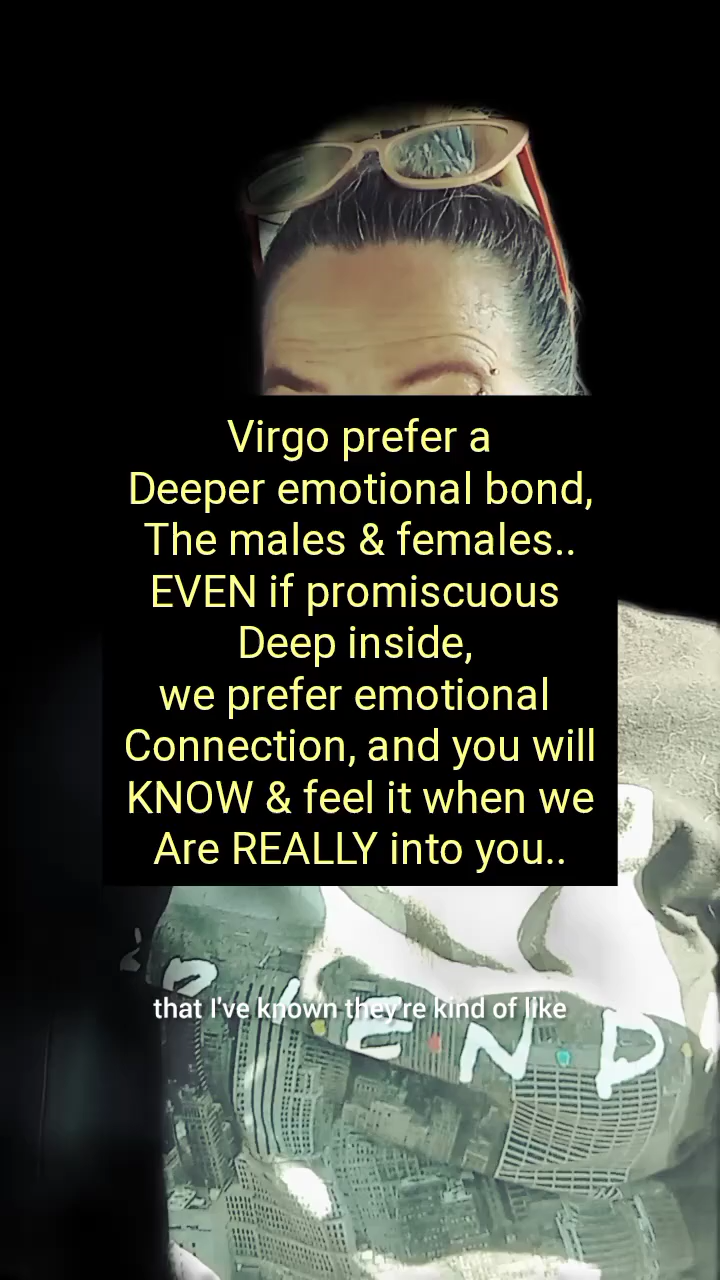 Virgo prefer a
Deeper emotional bond,
The males & females..
EVEN if promiscuous
Deep inside,
we prefer emotional
Connection, and you will
KNOW & feel it when we
Are REALLY into you..
that I've known they're kind of like